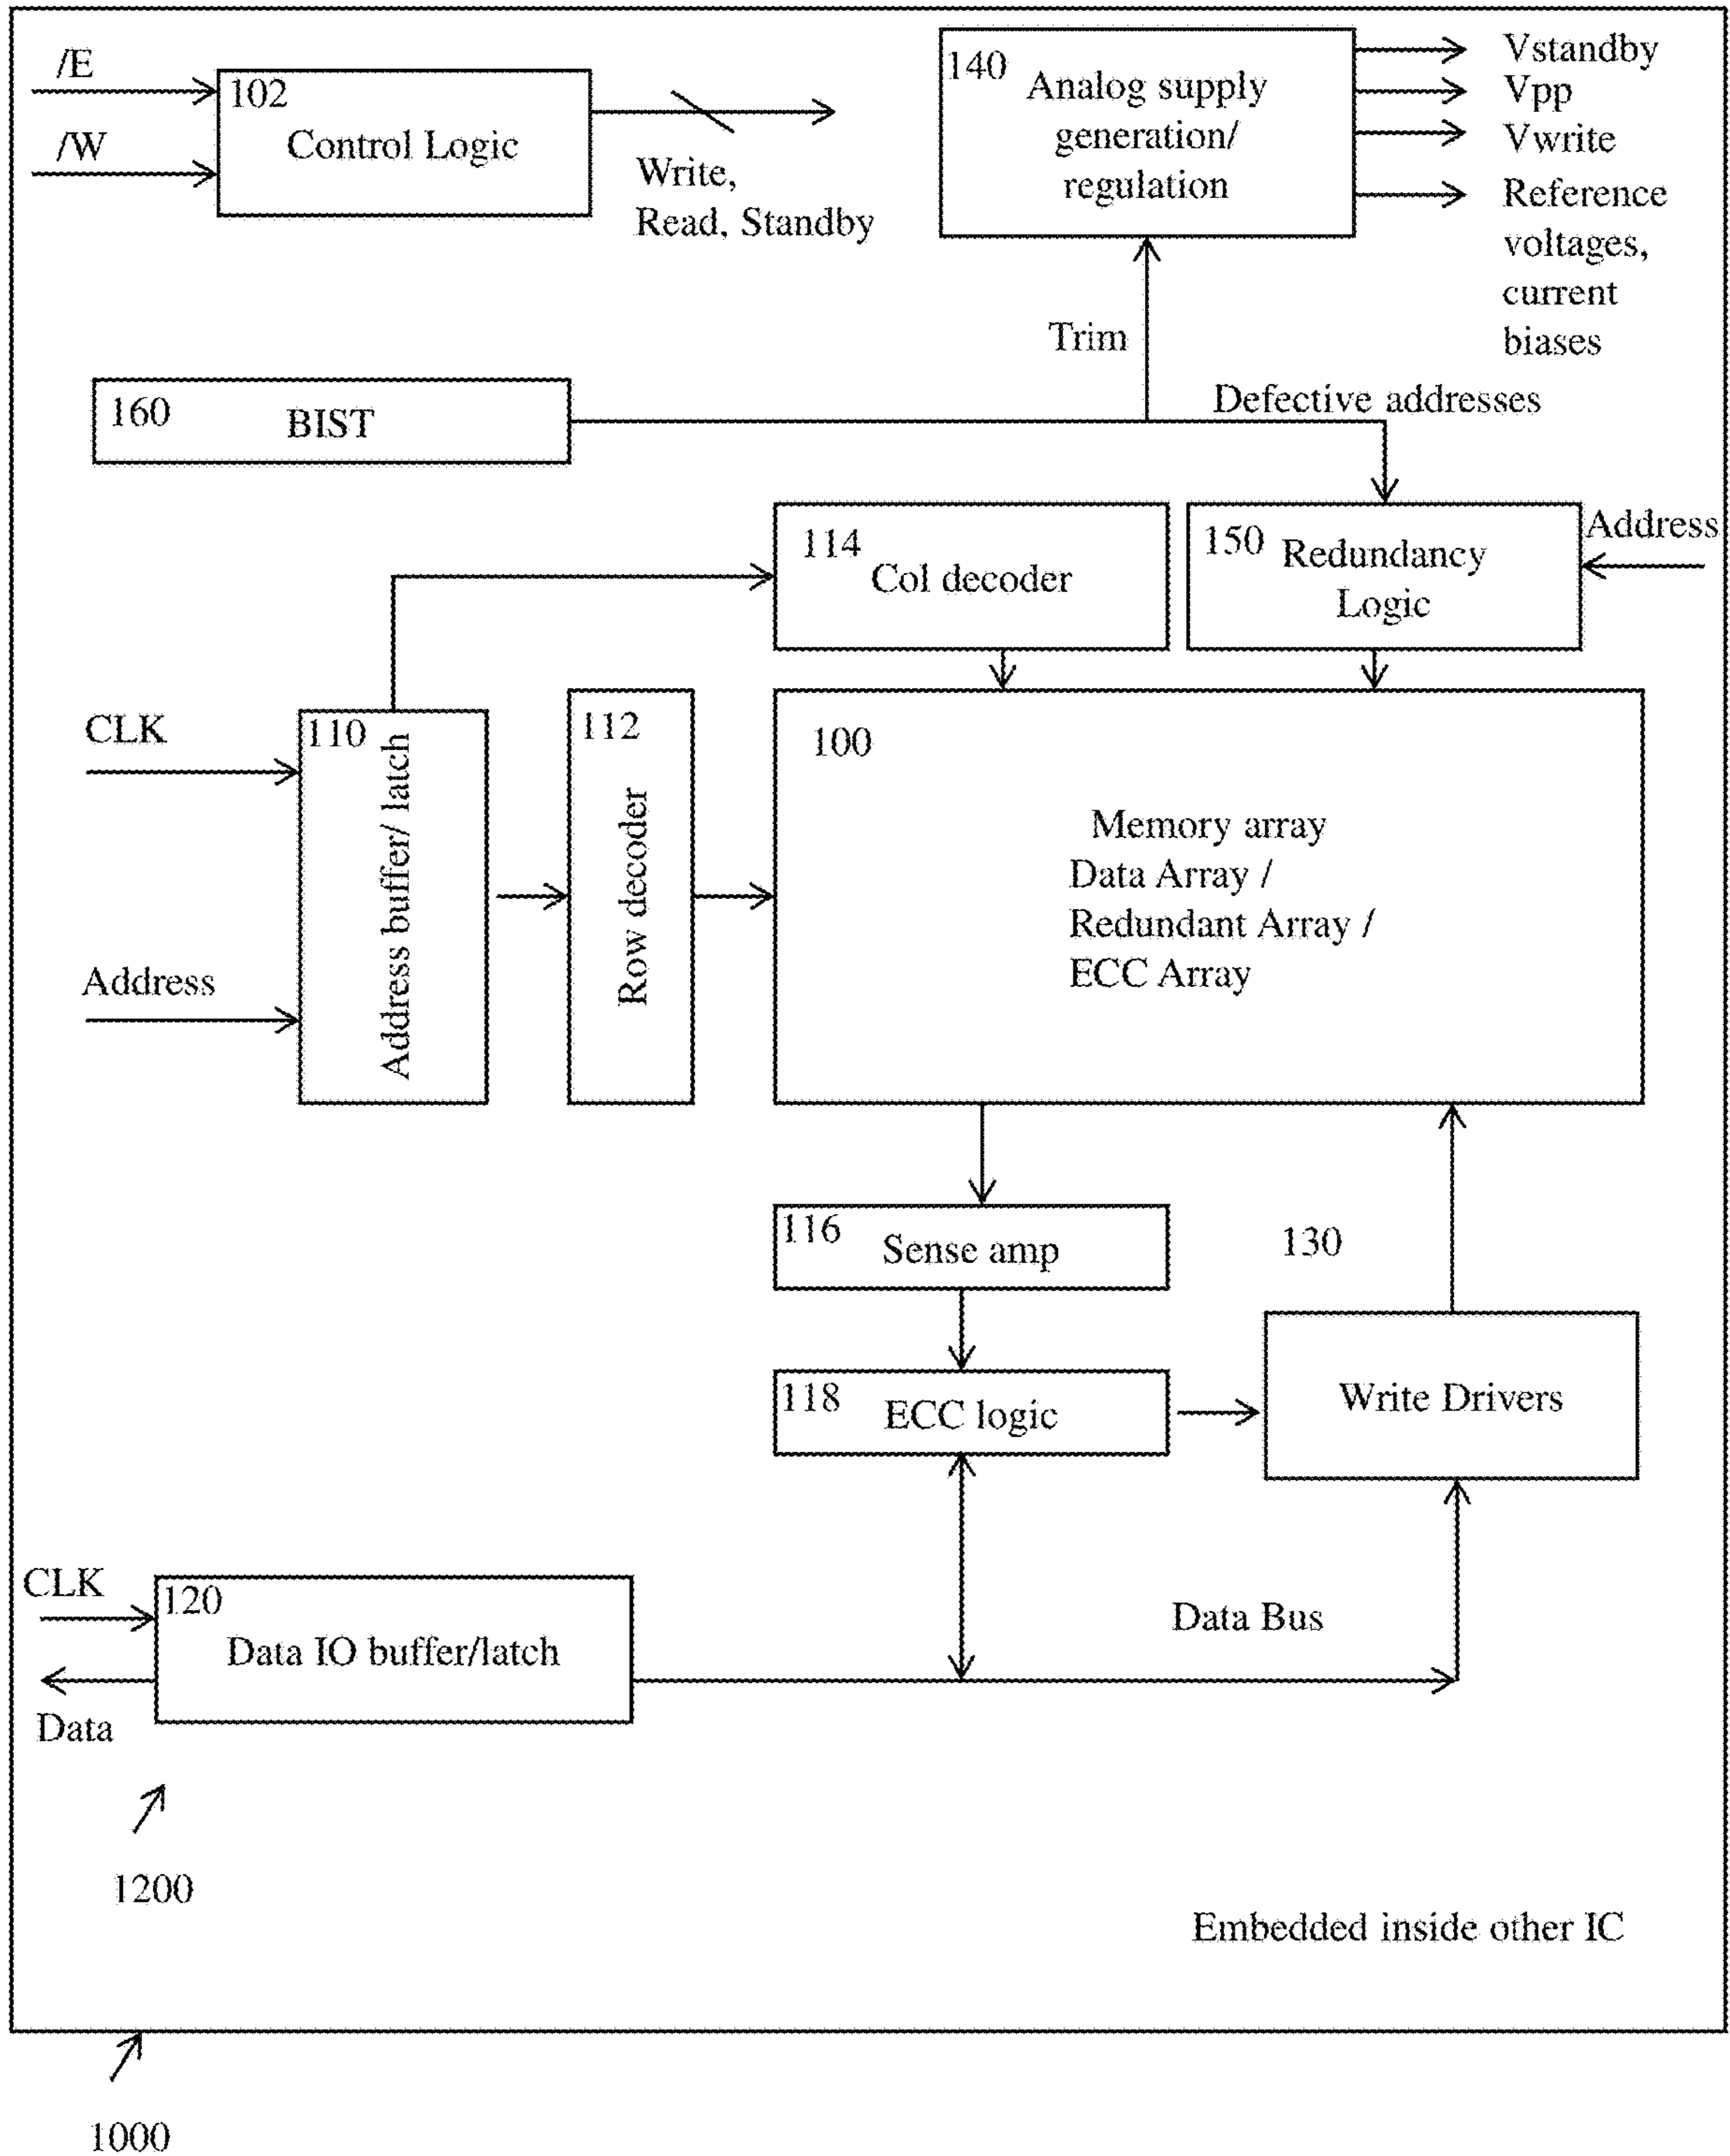 /E
/W
102
Control Logic
Write,
Read, Standby
140
Analog supply
generation/
regulation
Vstandby
Vpp
Vwrite
Reference
voltages,
current
biases
Trim
160
BIST
Defective addresses
114
Col decoder
150
Redundancy
Logic
Address
CLK
Address
110
Address buffer/ latch
112
Row decoder
100
Memory array
Data Array /
Redundant Array /
ECC Array
116
Sense amp
130
118
ECC logic
Write Drivers
CLK
120
Data IO buffer/latch
Data
Data Bus
1200
Embedded inside other IC
1000